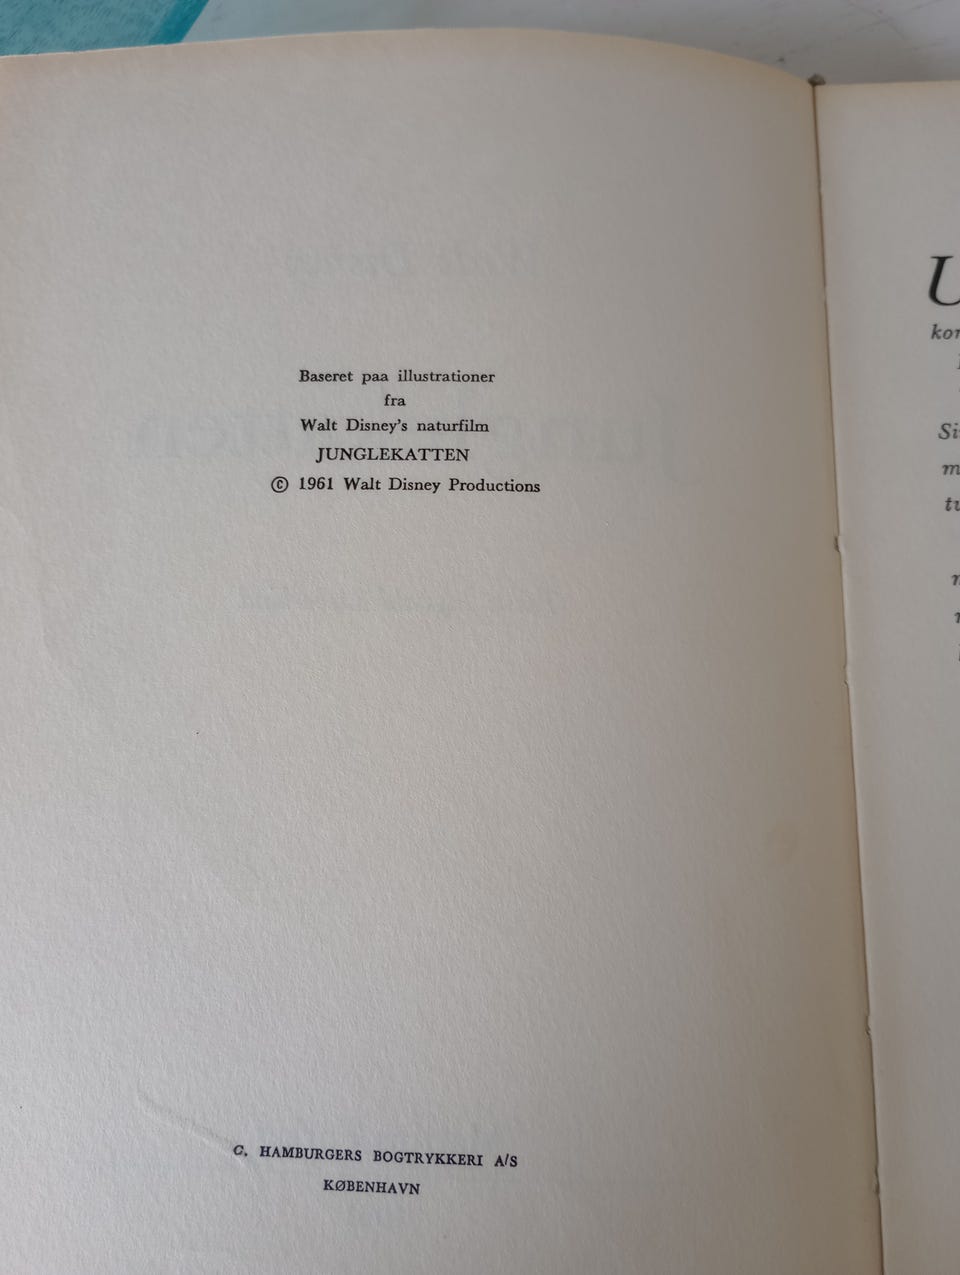 Baseret paa illustrationer
fra
Walt Disney's naturfilm
JUNGLEKATTEN
© 1961 Walt Disney Productions
C. HAMBURGERS BOGTRYKKERI A/S
KØBENHAVN